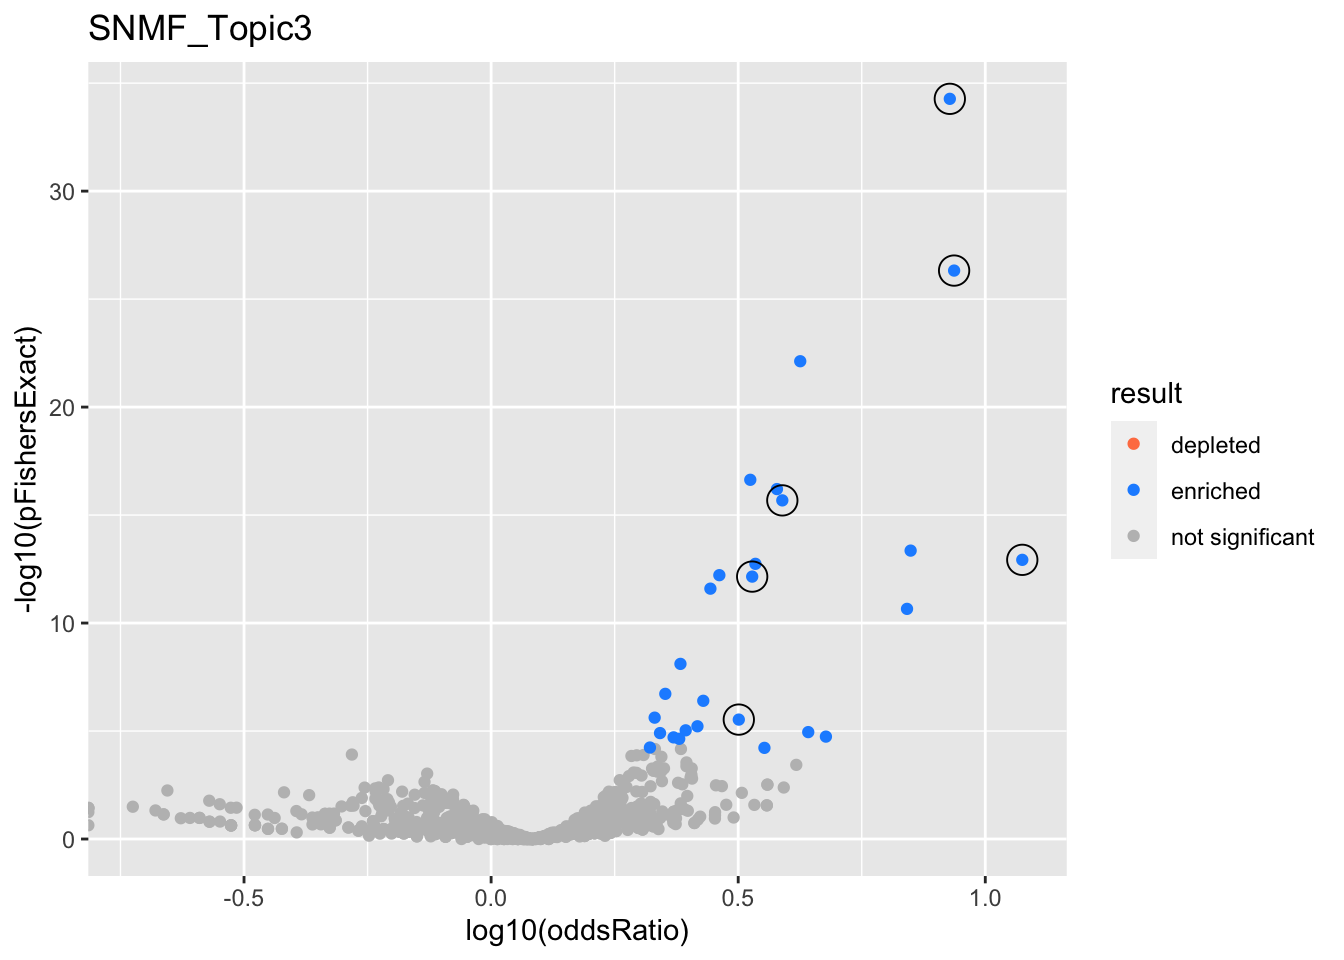 SNMF_Topic3
-log10(pFishersExact)
30
20
10
0
-0.5
0.0
0.5
1.0
log10(oddsRatio)
result
depleted
enriched
not significant